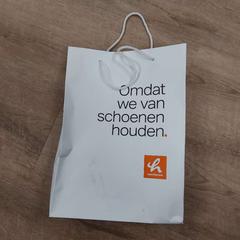 Omdat
we van
schoenen
houden.